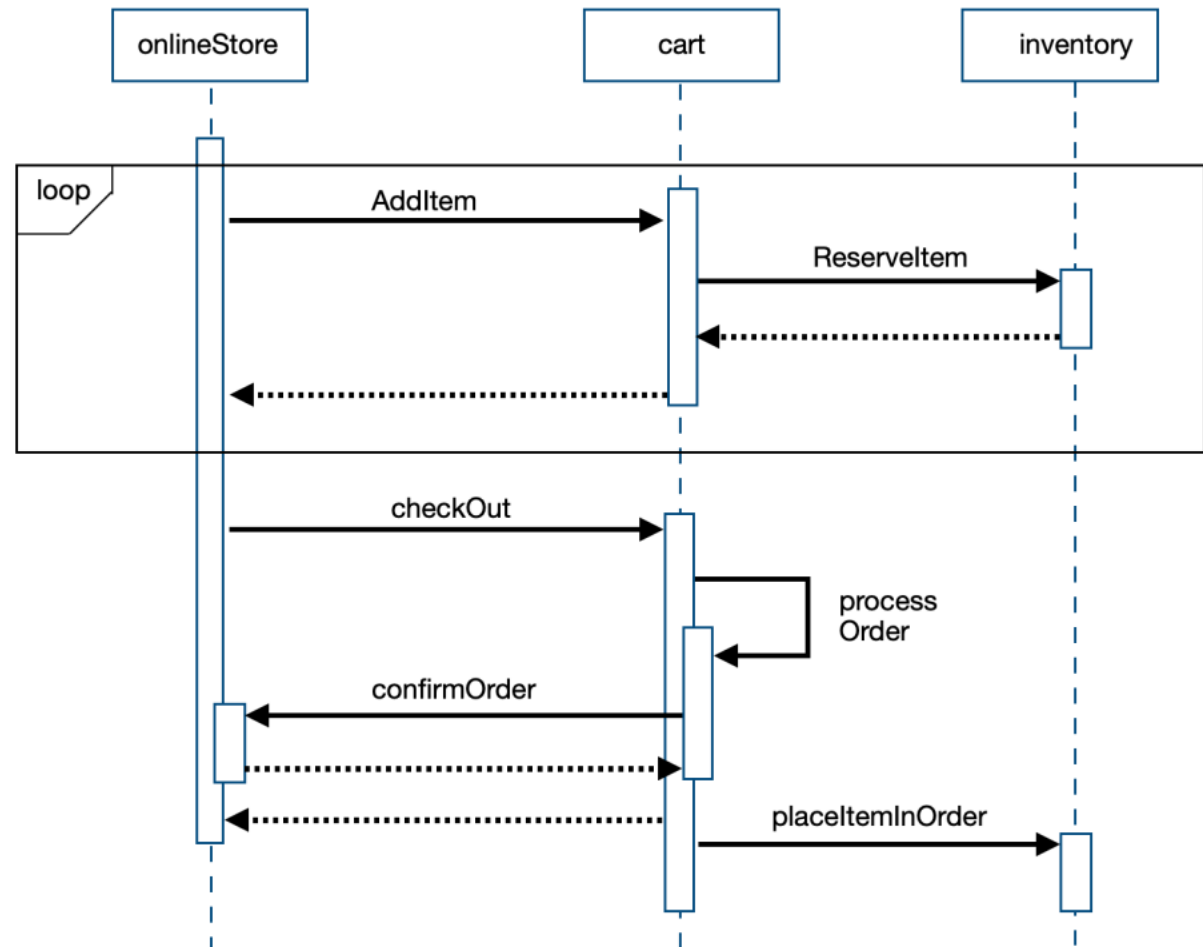 onlineStore
cart
inventory
loop
AddItem
ReserveItem
checkOut
process
Order
confirmOrder
placeItemInOrder